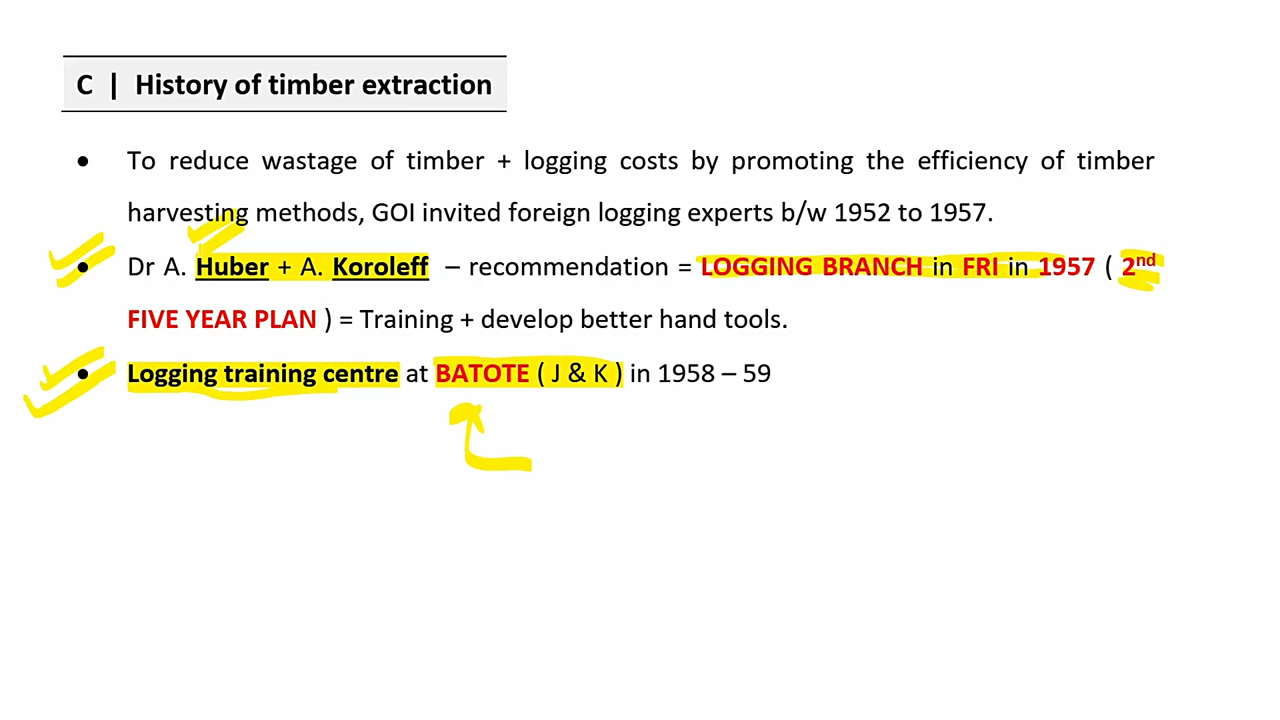 C | History of timber extraction
• To reduce wastage of timber + logging costs by promoting the efficiency of timber
harvesting methods, GOI invited foreign logging experts b/w 1952 to 1957.
• Dr A. Huber + A. Koroleff – recommendation = LOGGING BRANCH in FRI in 1957 ( 2nd
FIVE YEAR PLAN ) = Training + develop better hand tools.
• Logging training centre at BATOTE ( J & K ) in 1958 – 59